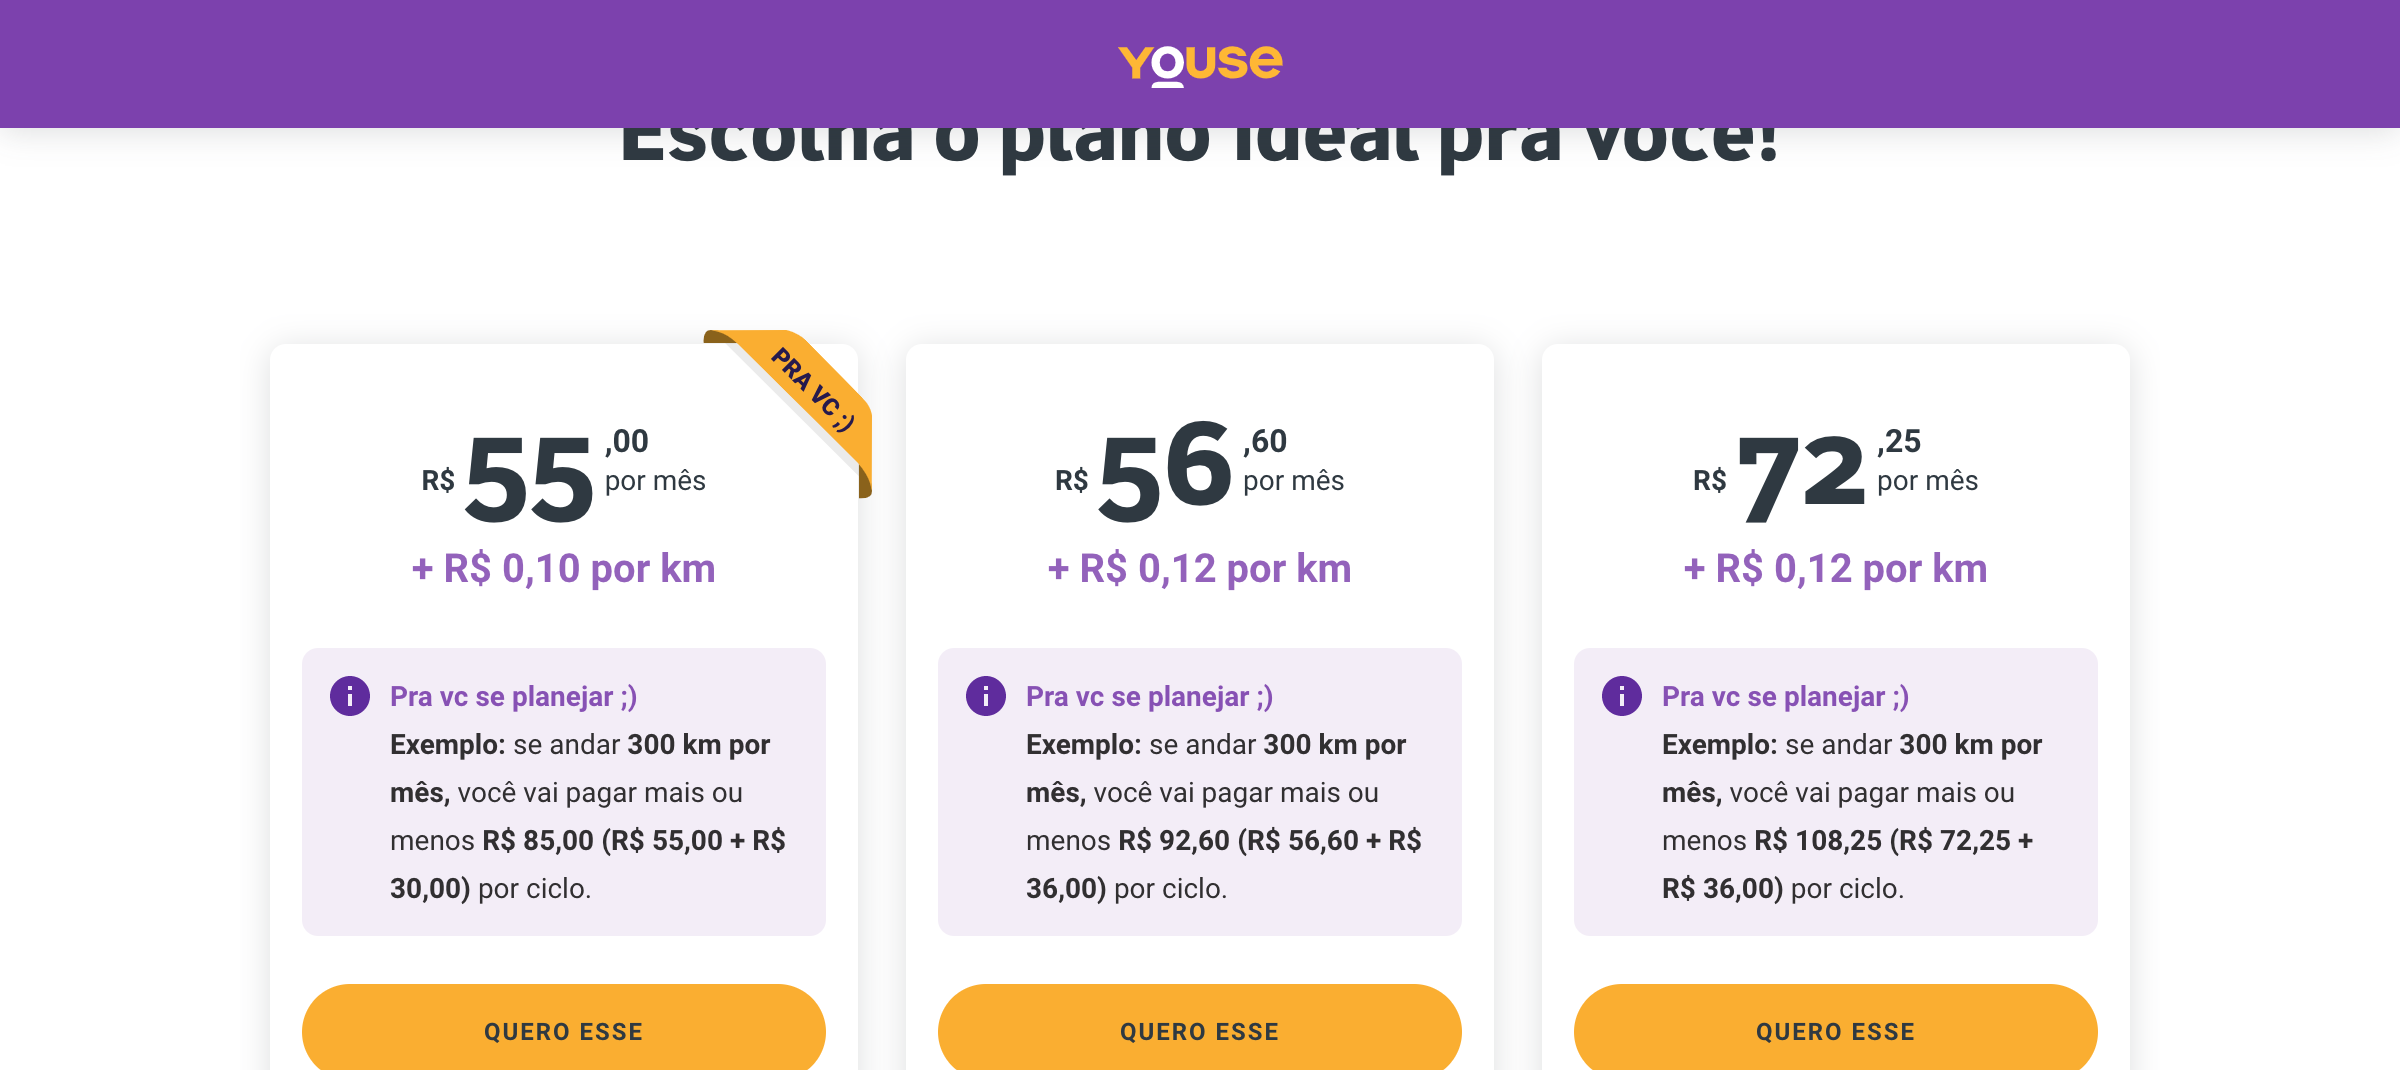 YOUSE
Escolha o plano ideal pra você!
PRA VC ;)
R$ 55,00 por mês
+ R$ 0,10 por km
Pra vc se planejar ;)
Exemplo: se andar 300 km por
mês, você vai pagar mais ou
menos R$ 85,00 (R$ 55,00 + R$
30,00) por ciclo.
QUERO ESSE
R$ 56,60 por mês
+ R$ 0,12 por km
Pra vc se planejar ;)
Exemplo: se andar 300 km por
mês, você vai pagar mais ou
menos R$ 92,60 (R$ 56,60 + R$
36,00) por ciclo.
QUERO ESSE
R$ 72,25 por mês
+ R$ 0,12 por km
Pra vc se planejar ;)
Exemplo: se andar 300 km por
mês, você vai pagar mais ou
menos R$ 108,25 (R$ 72,25 +
R$ 36,00) por ciclo.
QUERO ESSE